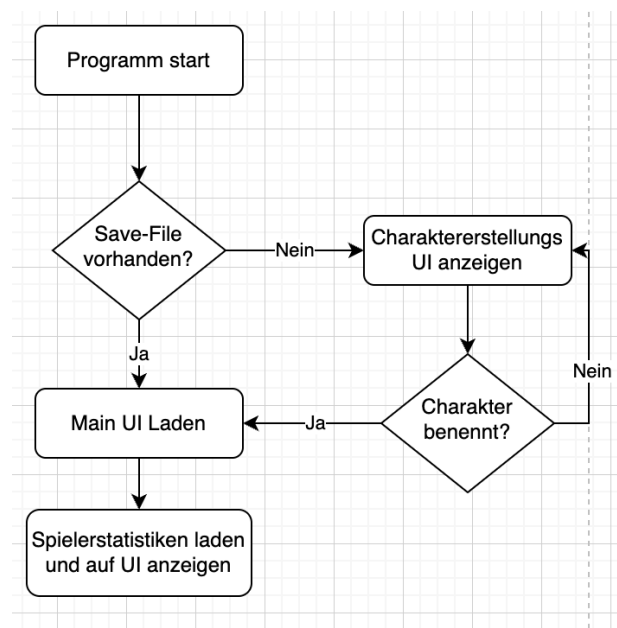 Programm start
Save-File
vorhanden?
Nein
Charaktererstellungs
UI anzeigen
Ja
Nein
Main UI Laden
Ja
Charakter
benennt?
Spielerstatistiken laden
und auf UI anzeigen